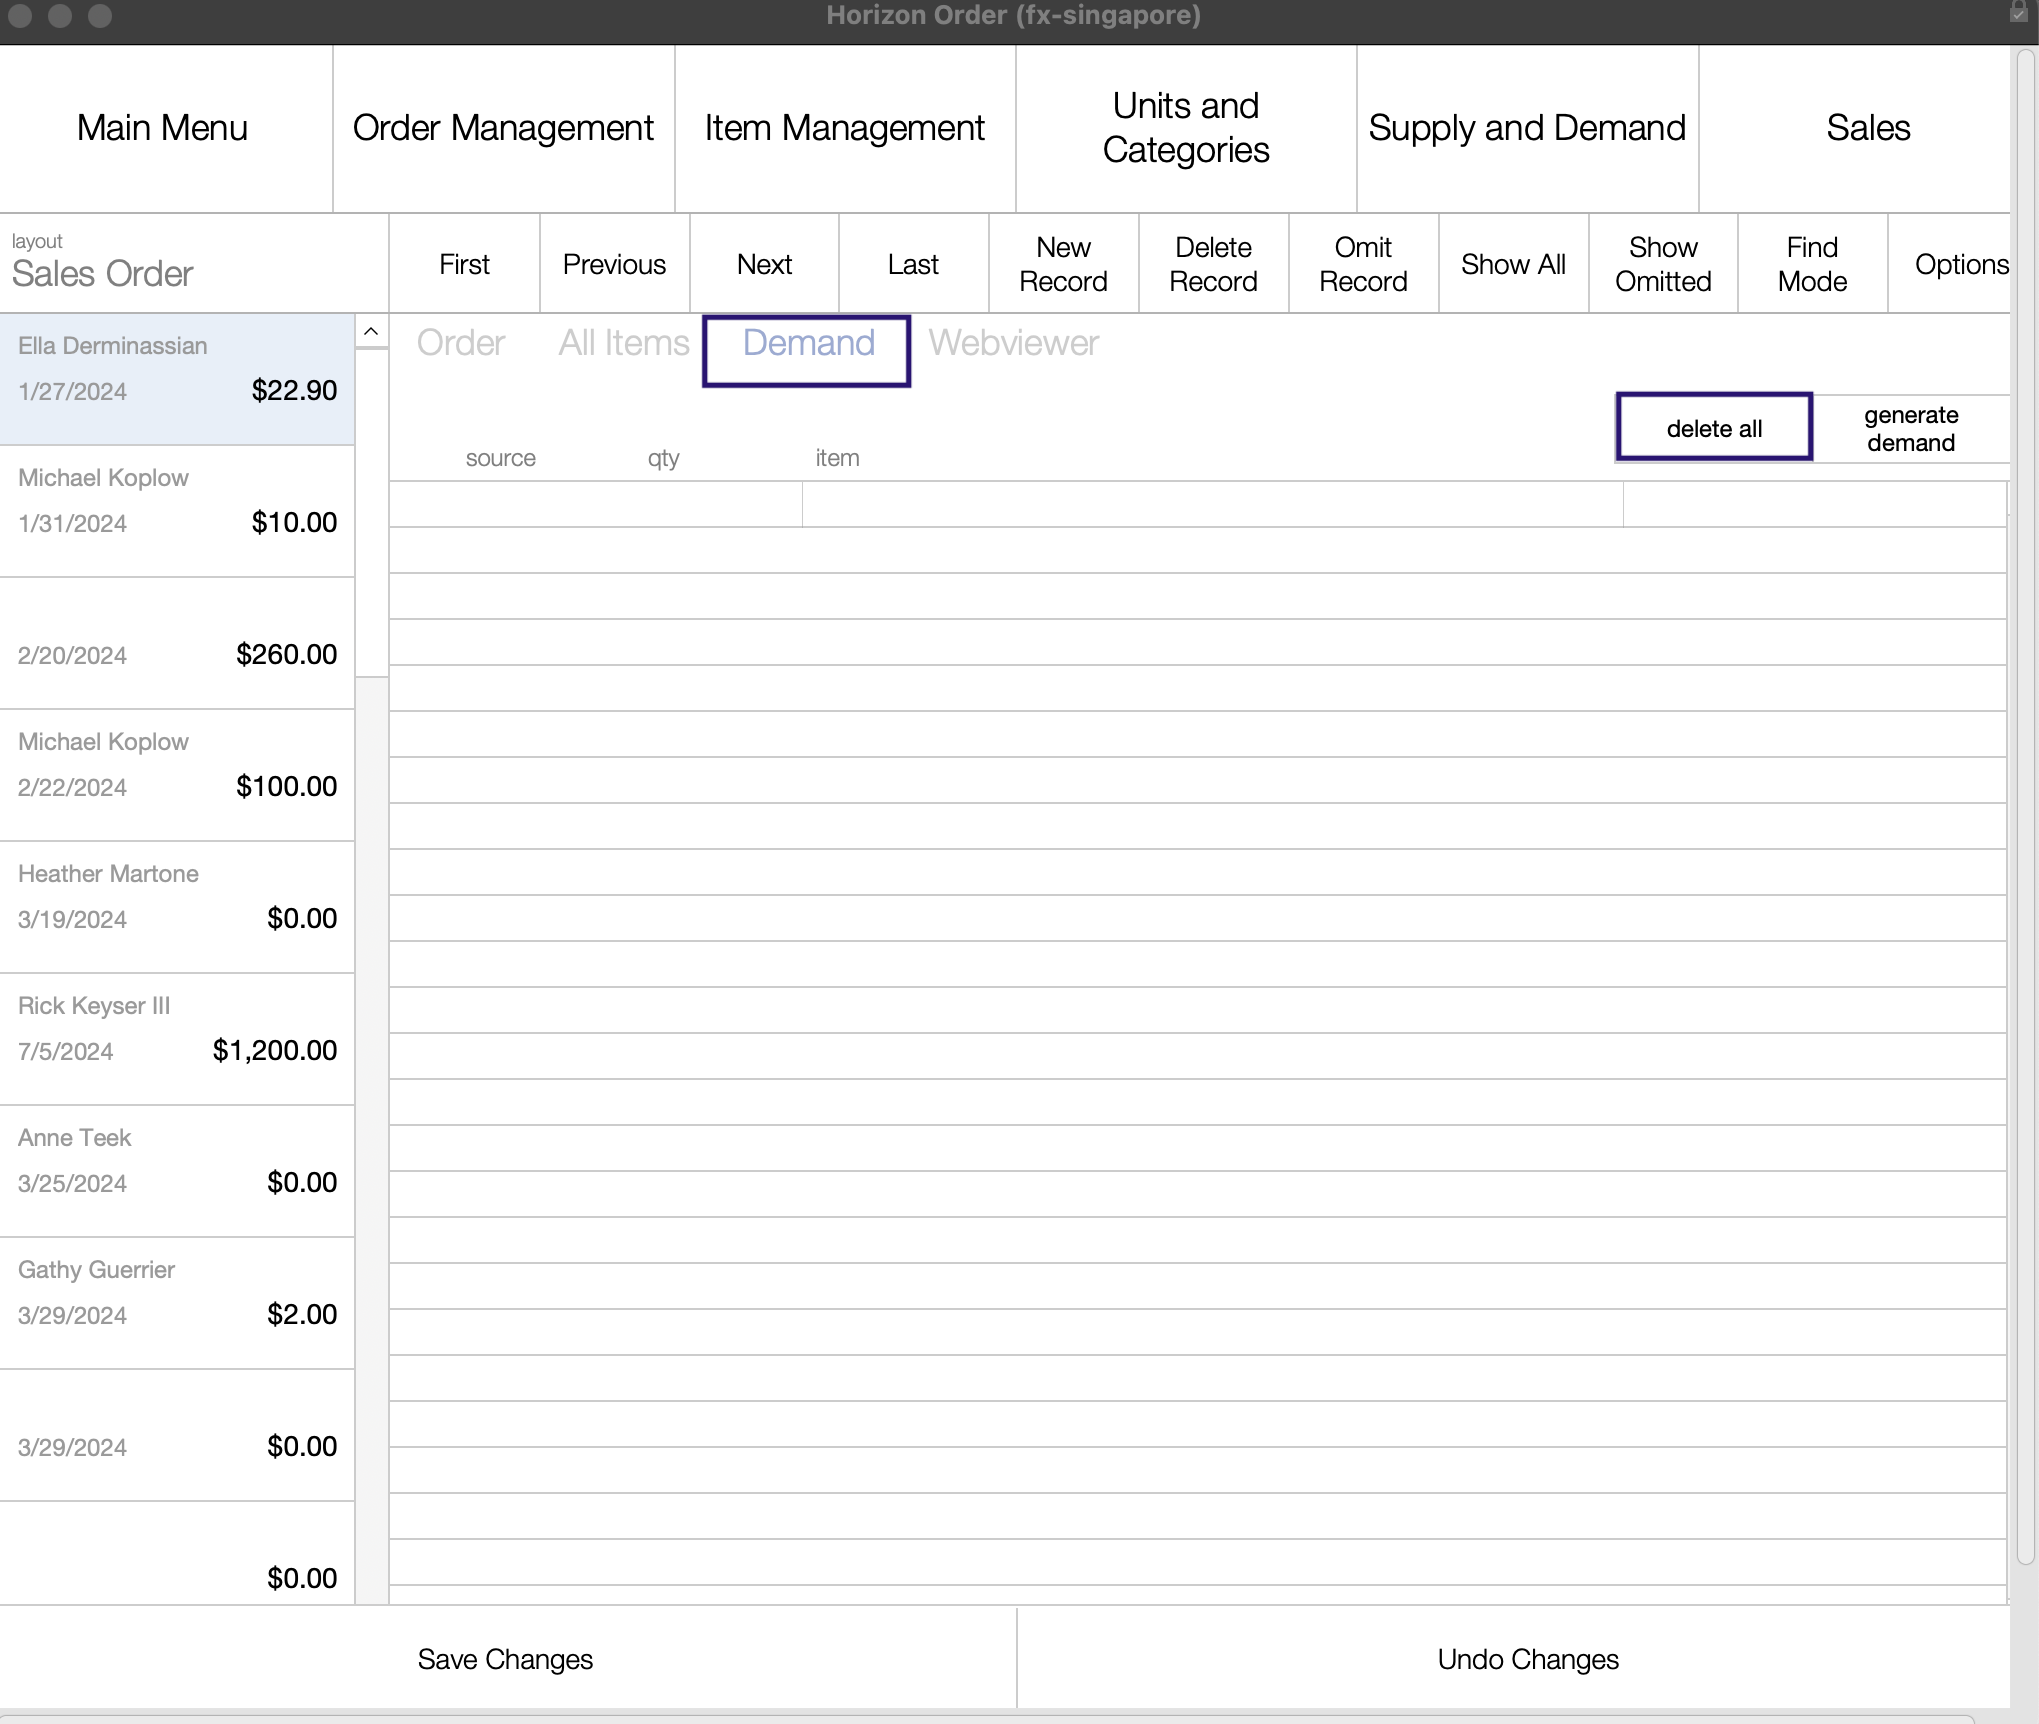 Horizon Order (fx-singapore)
Main Menu
Order Management
Item Management
Units and
Categories
Supply and Demand
Sales
layout
Sales Order
First
Previous
Next
Last
New
Record
Delete
Record
Omit
Record
Show All
Show
Omitted
Find
Mode
Options
Ella Derminassian
1/27/2024 $22.90
Michael Koplow
1/31/2024 $10.00
2/20/2024 $260.00
Michael Koplow
2/22/2024 $100.00
Heather Martone
3/19/2024 $0.00
Rick Keyser III
7/5/2024 $1,200.00
Anne Teek
3/25/2024 $0.00
Gathy Guerrier
3/29/2024 $2.00
3/29/2024 $0.00
$0.00
Order All Items Demand Webviewer
delete all
generate
demand
source qty item
Save Changes
Undo Changes